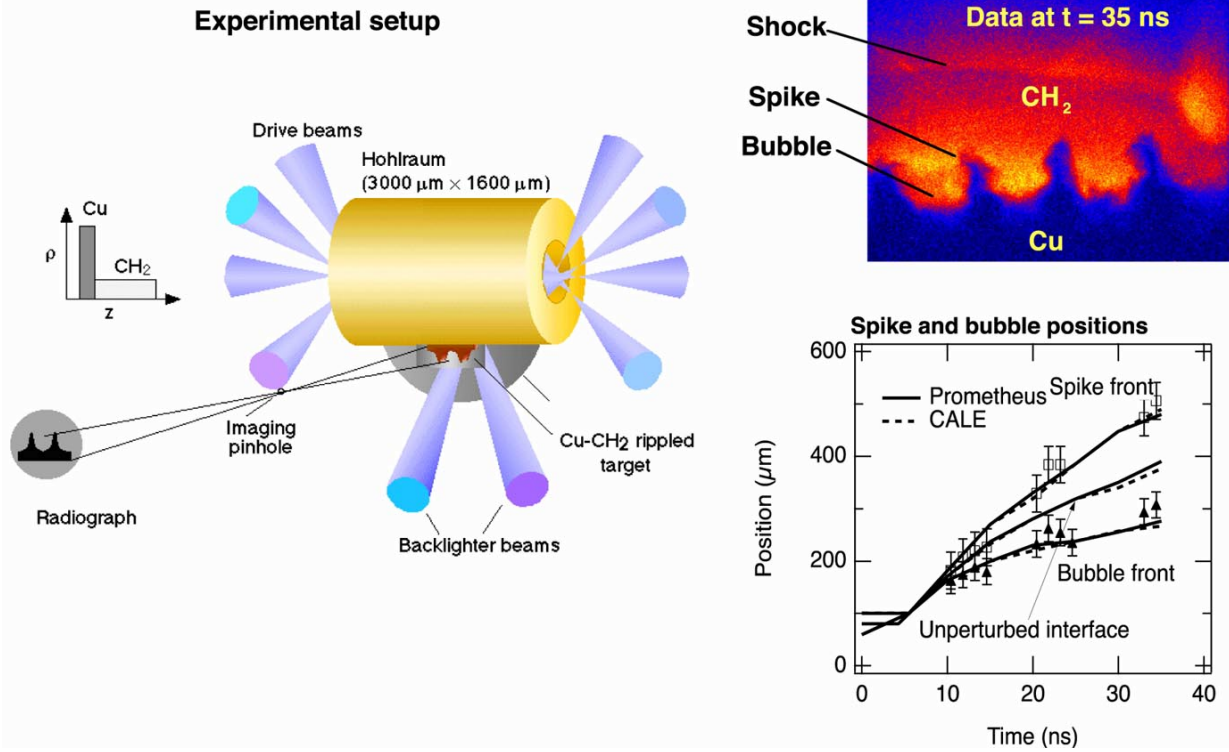 Experimental setup
Drive beams
Hohlraum
(3000 μm × 1600 μm)
Cu
ρ
CH₂
z
Imaging
pinhole
Cu-CH₂ rippled
target
Radiograph
Backlighter beams
Data at t = 35 ns
Shock
CH₂
Spike
Bubble
Cu
Spike and bubble positions
600
Prometheus
Spike front
CALE
400
Position (μm)
200
Bubble front
Unperturbed interface
0
0 10 20 30 40
Time (ns)